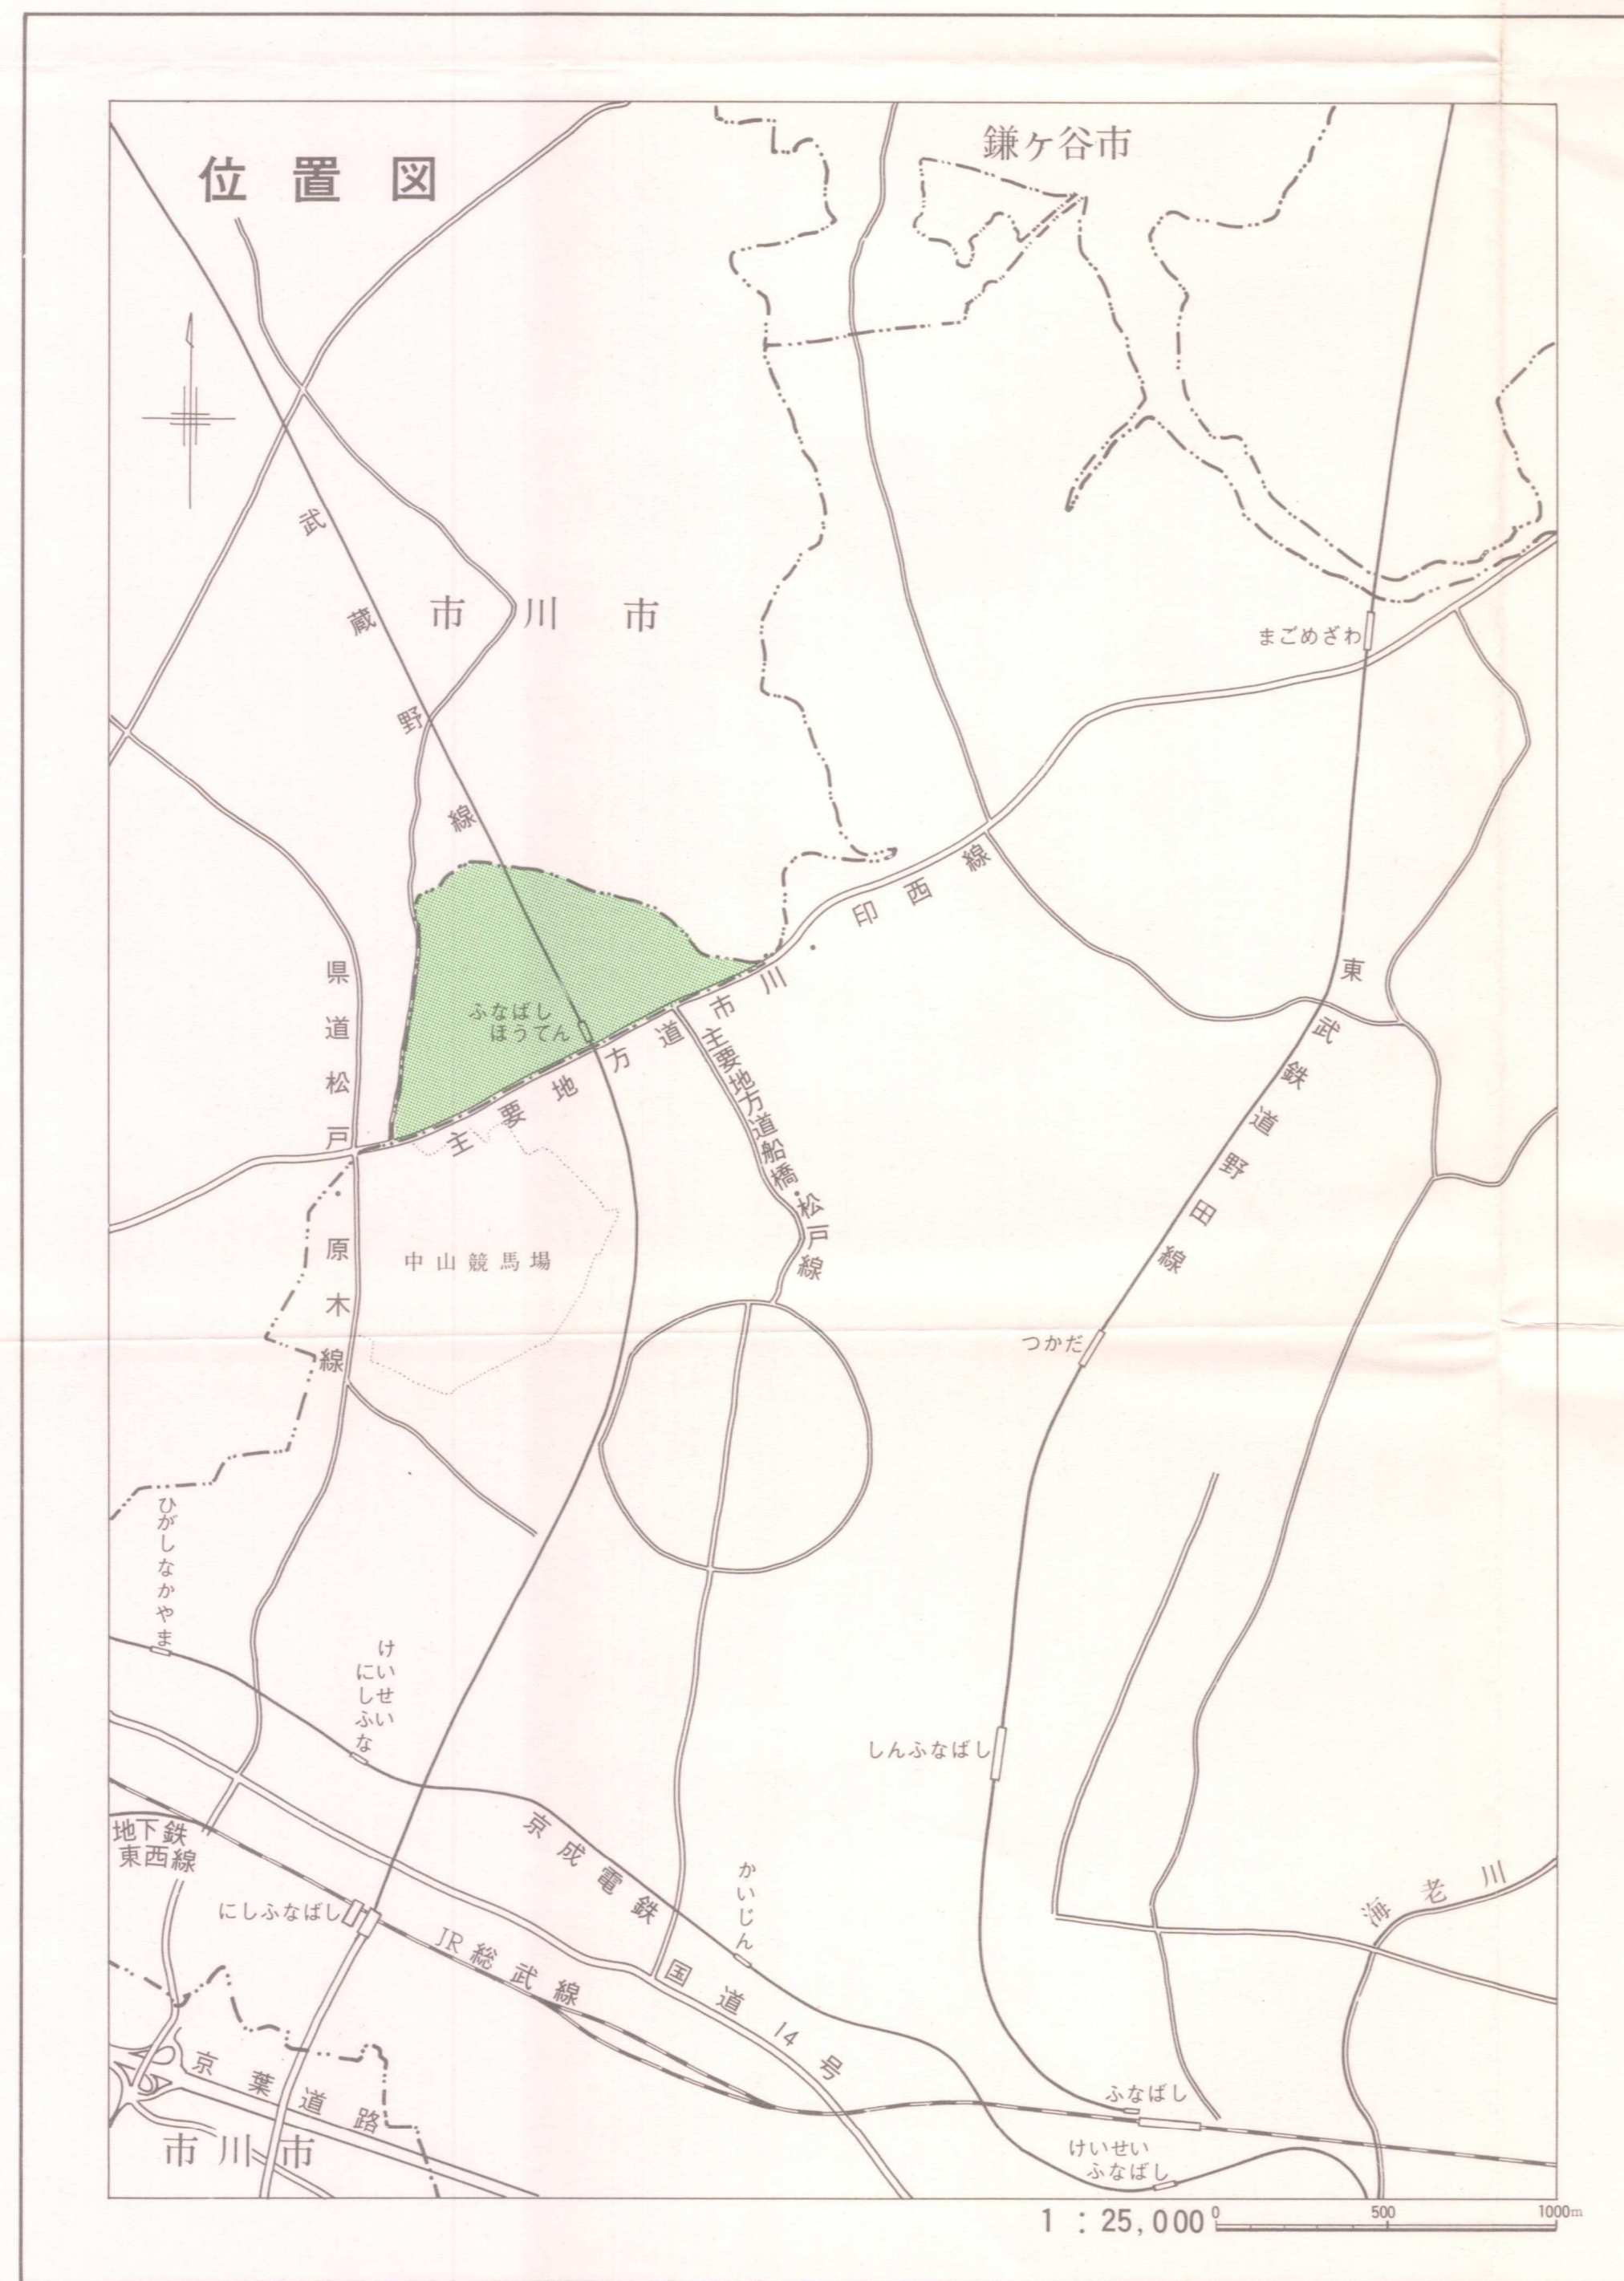 位置図
鎌ヶ谷市
武蔵野線
市川市
まごめざわ
県道松戸・原木線
ふなばし
ほうてん
主要地方道市川・印西線
主要地方道船橋・松戸線
東武鉄道野田線
中山競馬場
つかだ
ひがしなかやま
けいせい
にしふな
しんふなばし
地下鉄
東西線
にしふなばし
京成電鉄
かいじん
JR総武線
国道14号
海老川
京葉道路
市川市
ふなばし
けいせい
ふなばし
1:25,000
0 500 1000m